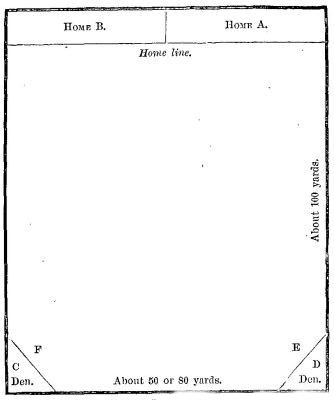 Home B. Home A.
Home line.
About 100 yards.
F E
C D
Den. About 50 or 80 yards. Den.